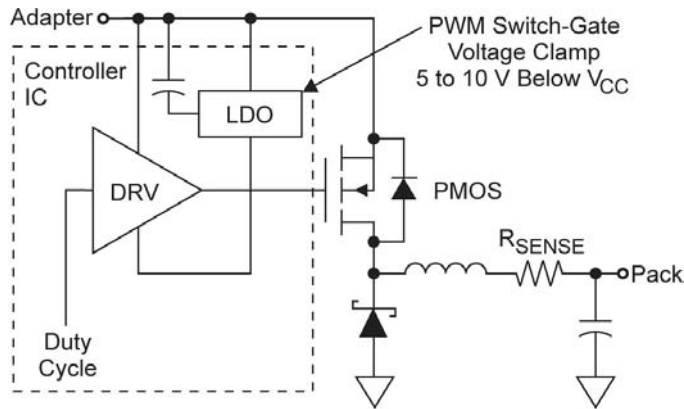 Adapter
PWM Switch-Gate
Voltage Clamp
5 to 10 V Below VCC
Controller
IC
LDO
DRV
PMOS
RSENSE
Pack
Duty
Cycle